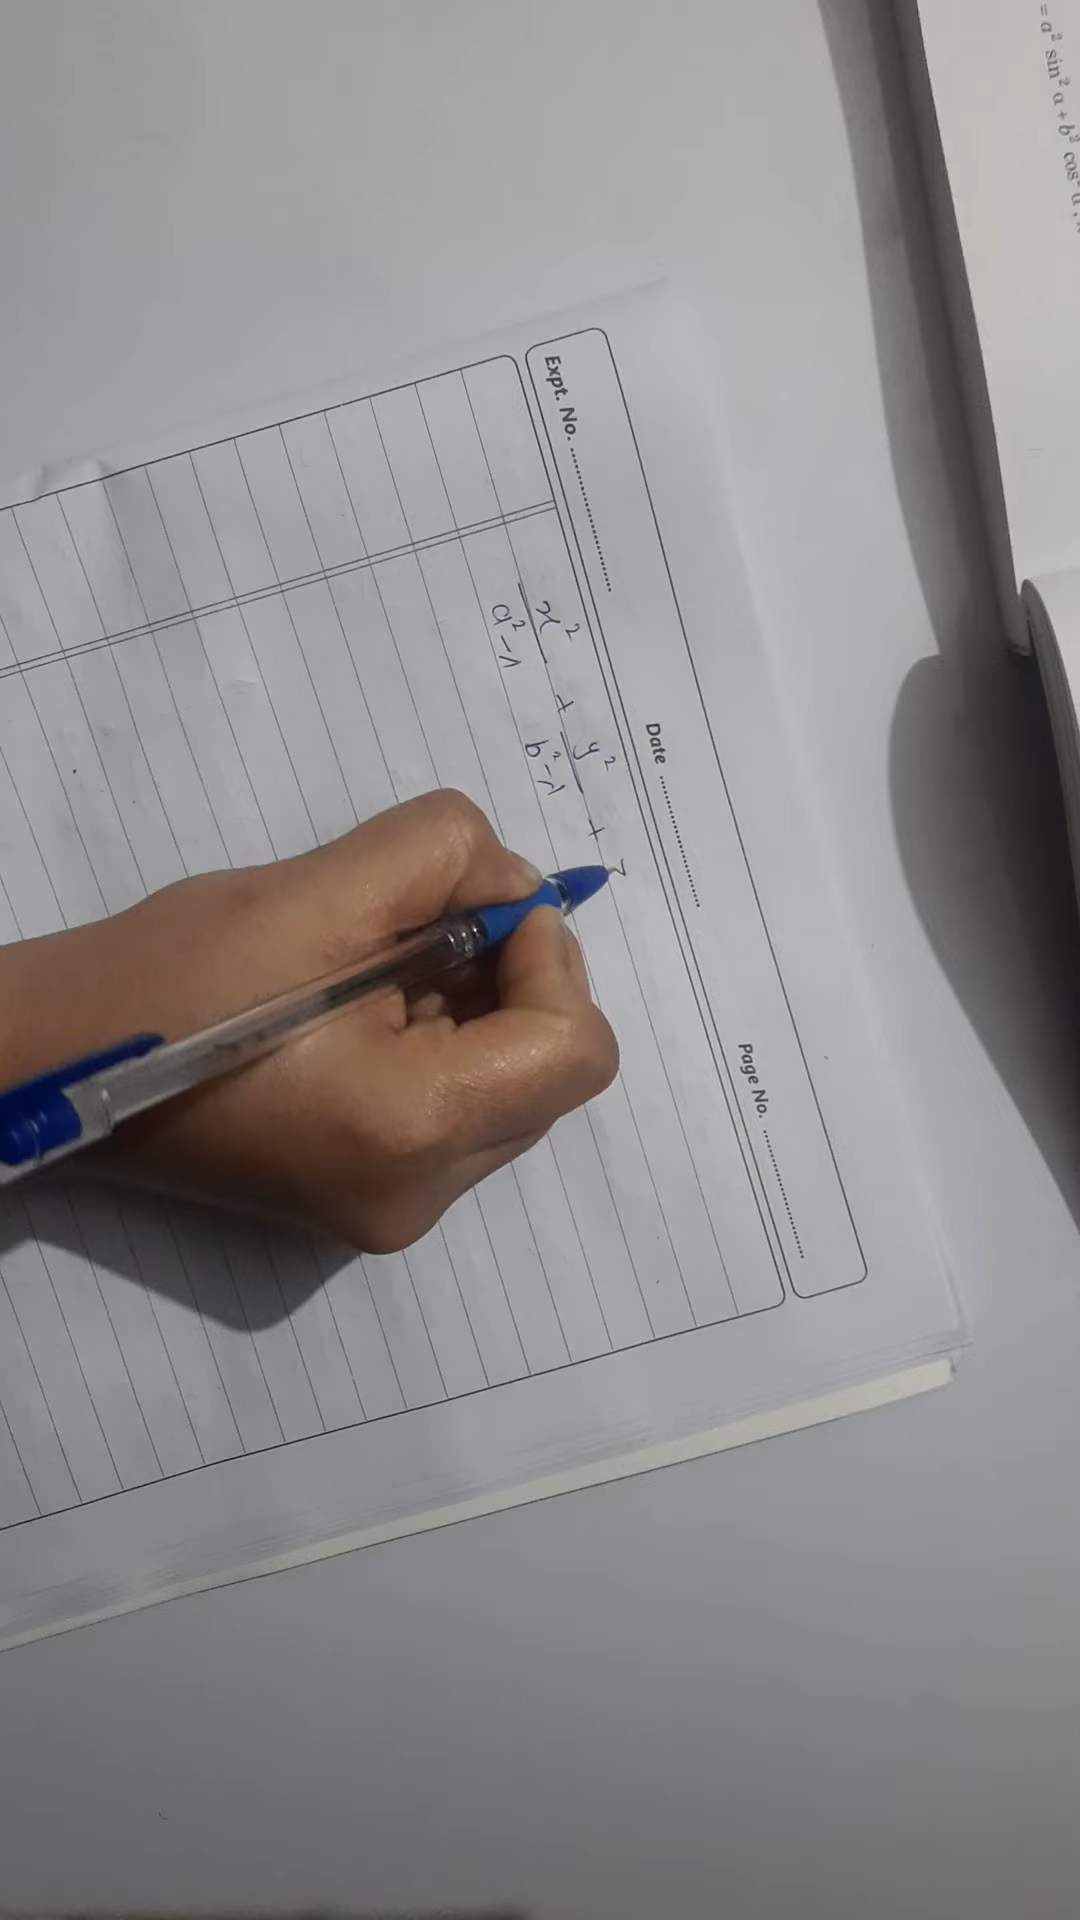 = a² sin² α + b² cos² α,
Expt. No. ........................ Date ........................ Page No. ........................
x² / a²-λ + y² / b²-λ +